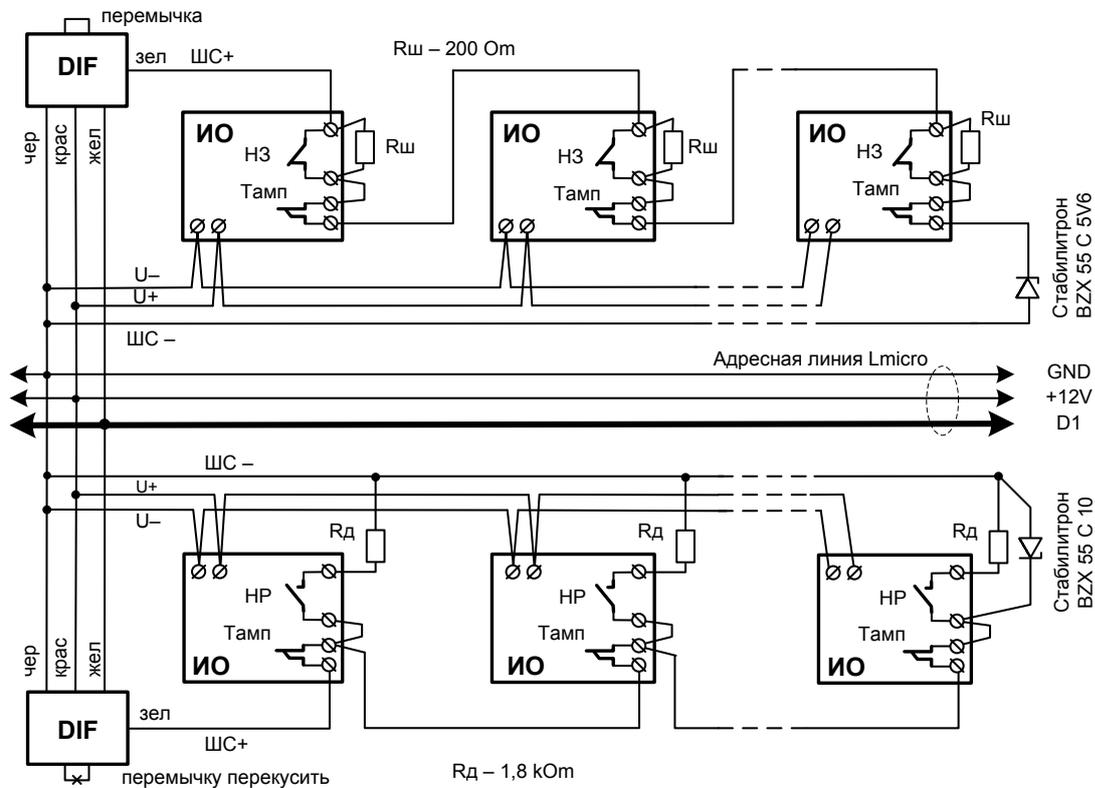 перемычка
DIF
зел
ШС+
Rш – 200 Om
чер
крас
жел
ИО
НЗ
Rш
Тамп
ИО
НЗ
Rш
Тамп
ИО
НЗ
Rш
Тамп
Стабилитрон
BZX 55 C 5V6
U–
U+
ШС –
Адресная линия Lmicro
GND
+12V
D1
ШС –
U+
U–
Rд
НР
Тамп
ИО
Rд
НР
Тамп
ИО
Rд
НР
Тамп
ИО
Стабилитрон
BZX 55 C 10
чер
крас
жел
DIF
зел
ШС+
перемычку перекусить
Rд – 1,8 kOm